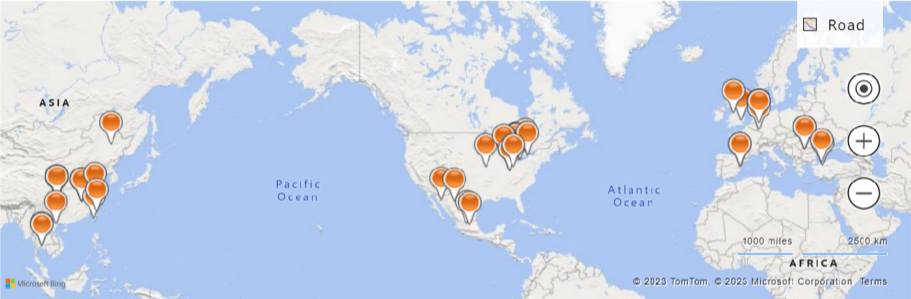 Road
ASIA
Pacific
Ocean
Atlantic
Ocean
1000 miles 2500 km
AFRICA
Microsoft Bing
© 2023 TomTom, © 2023 Microsoft Corporation Terms